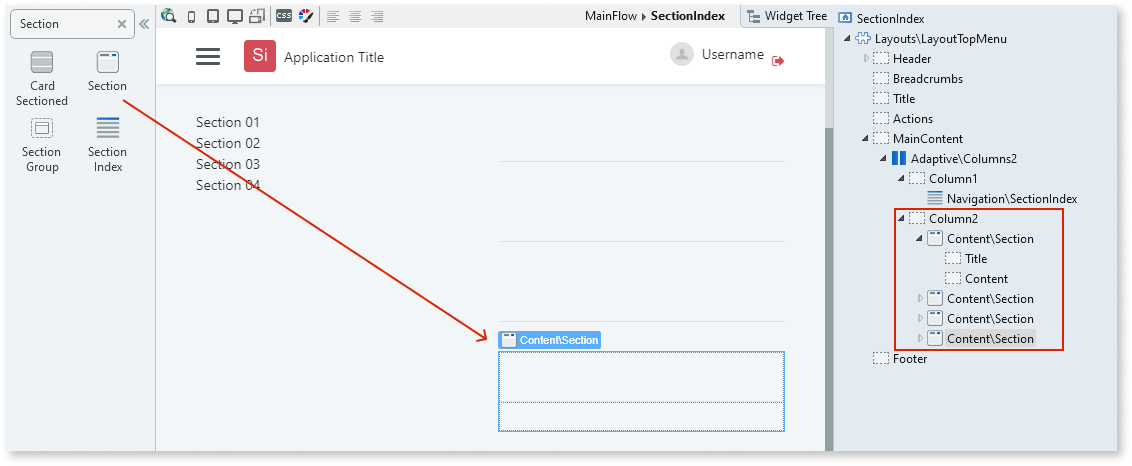 Section
Card
Sectioned
Section
Section
Group
Section
Index
CSS
MainFlow SectionIndex
Widget Tree
Si
Application Title
Username
Section 01
Section 02
Section 03
Section 04
Content\Section
SectionIndex
Layouts\LayoutTopMenu
Header
Breadcrumbs
Title
Actions
MainContent
Adaptive\Columns2
Column1
Navigation\SectionIndex
Column2
Content\Section
Title
Content
Content\Section
Content\Section
Content\Section
Footer